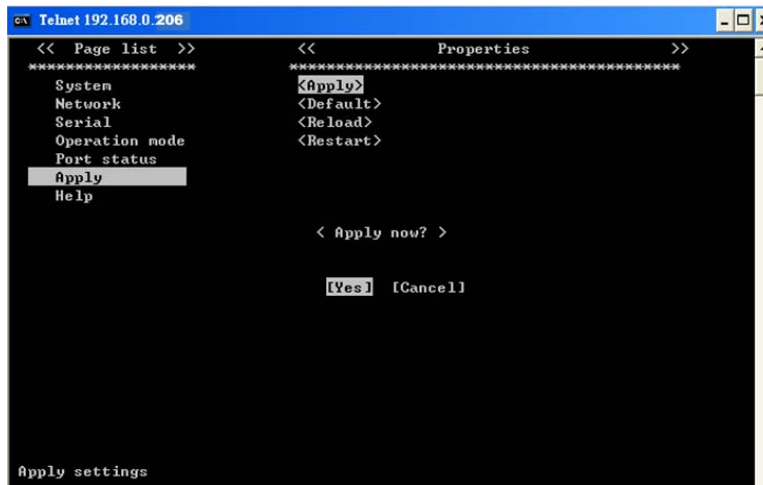 Telnet 192.168.0.206
<< Page list >> << Properties >>
****************** ******************************************
System <Apply>
Network <Default>
Serial <Reload>
Operation mode <Restart>
Port status
Apply
Help
< Apply now? >
[Yes] [Cancel]
Apply settings